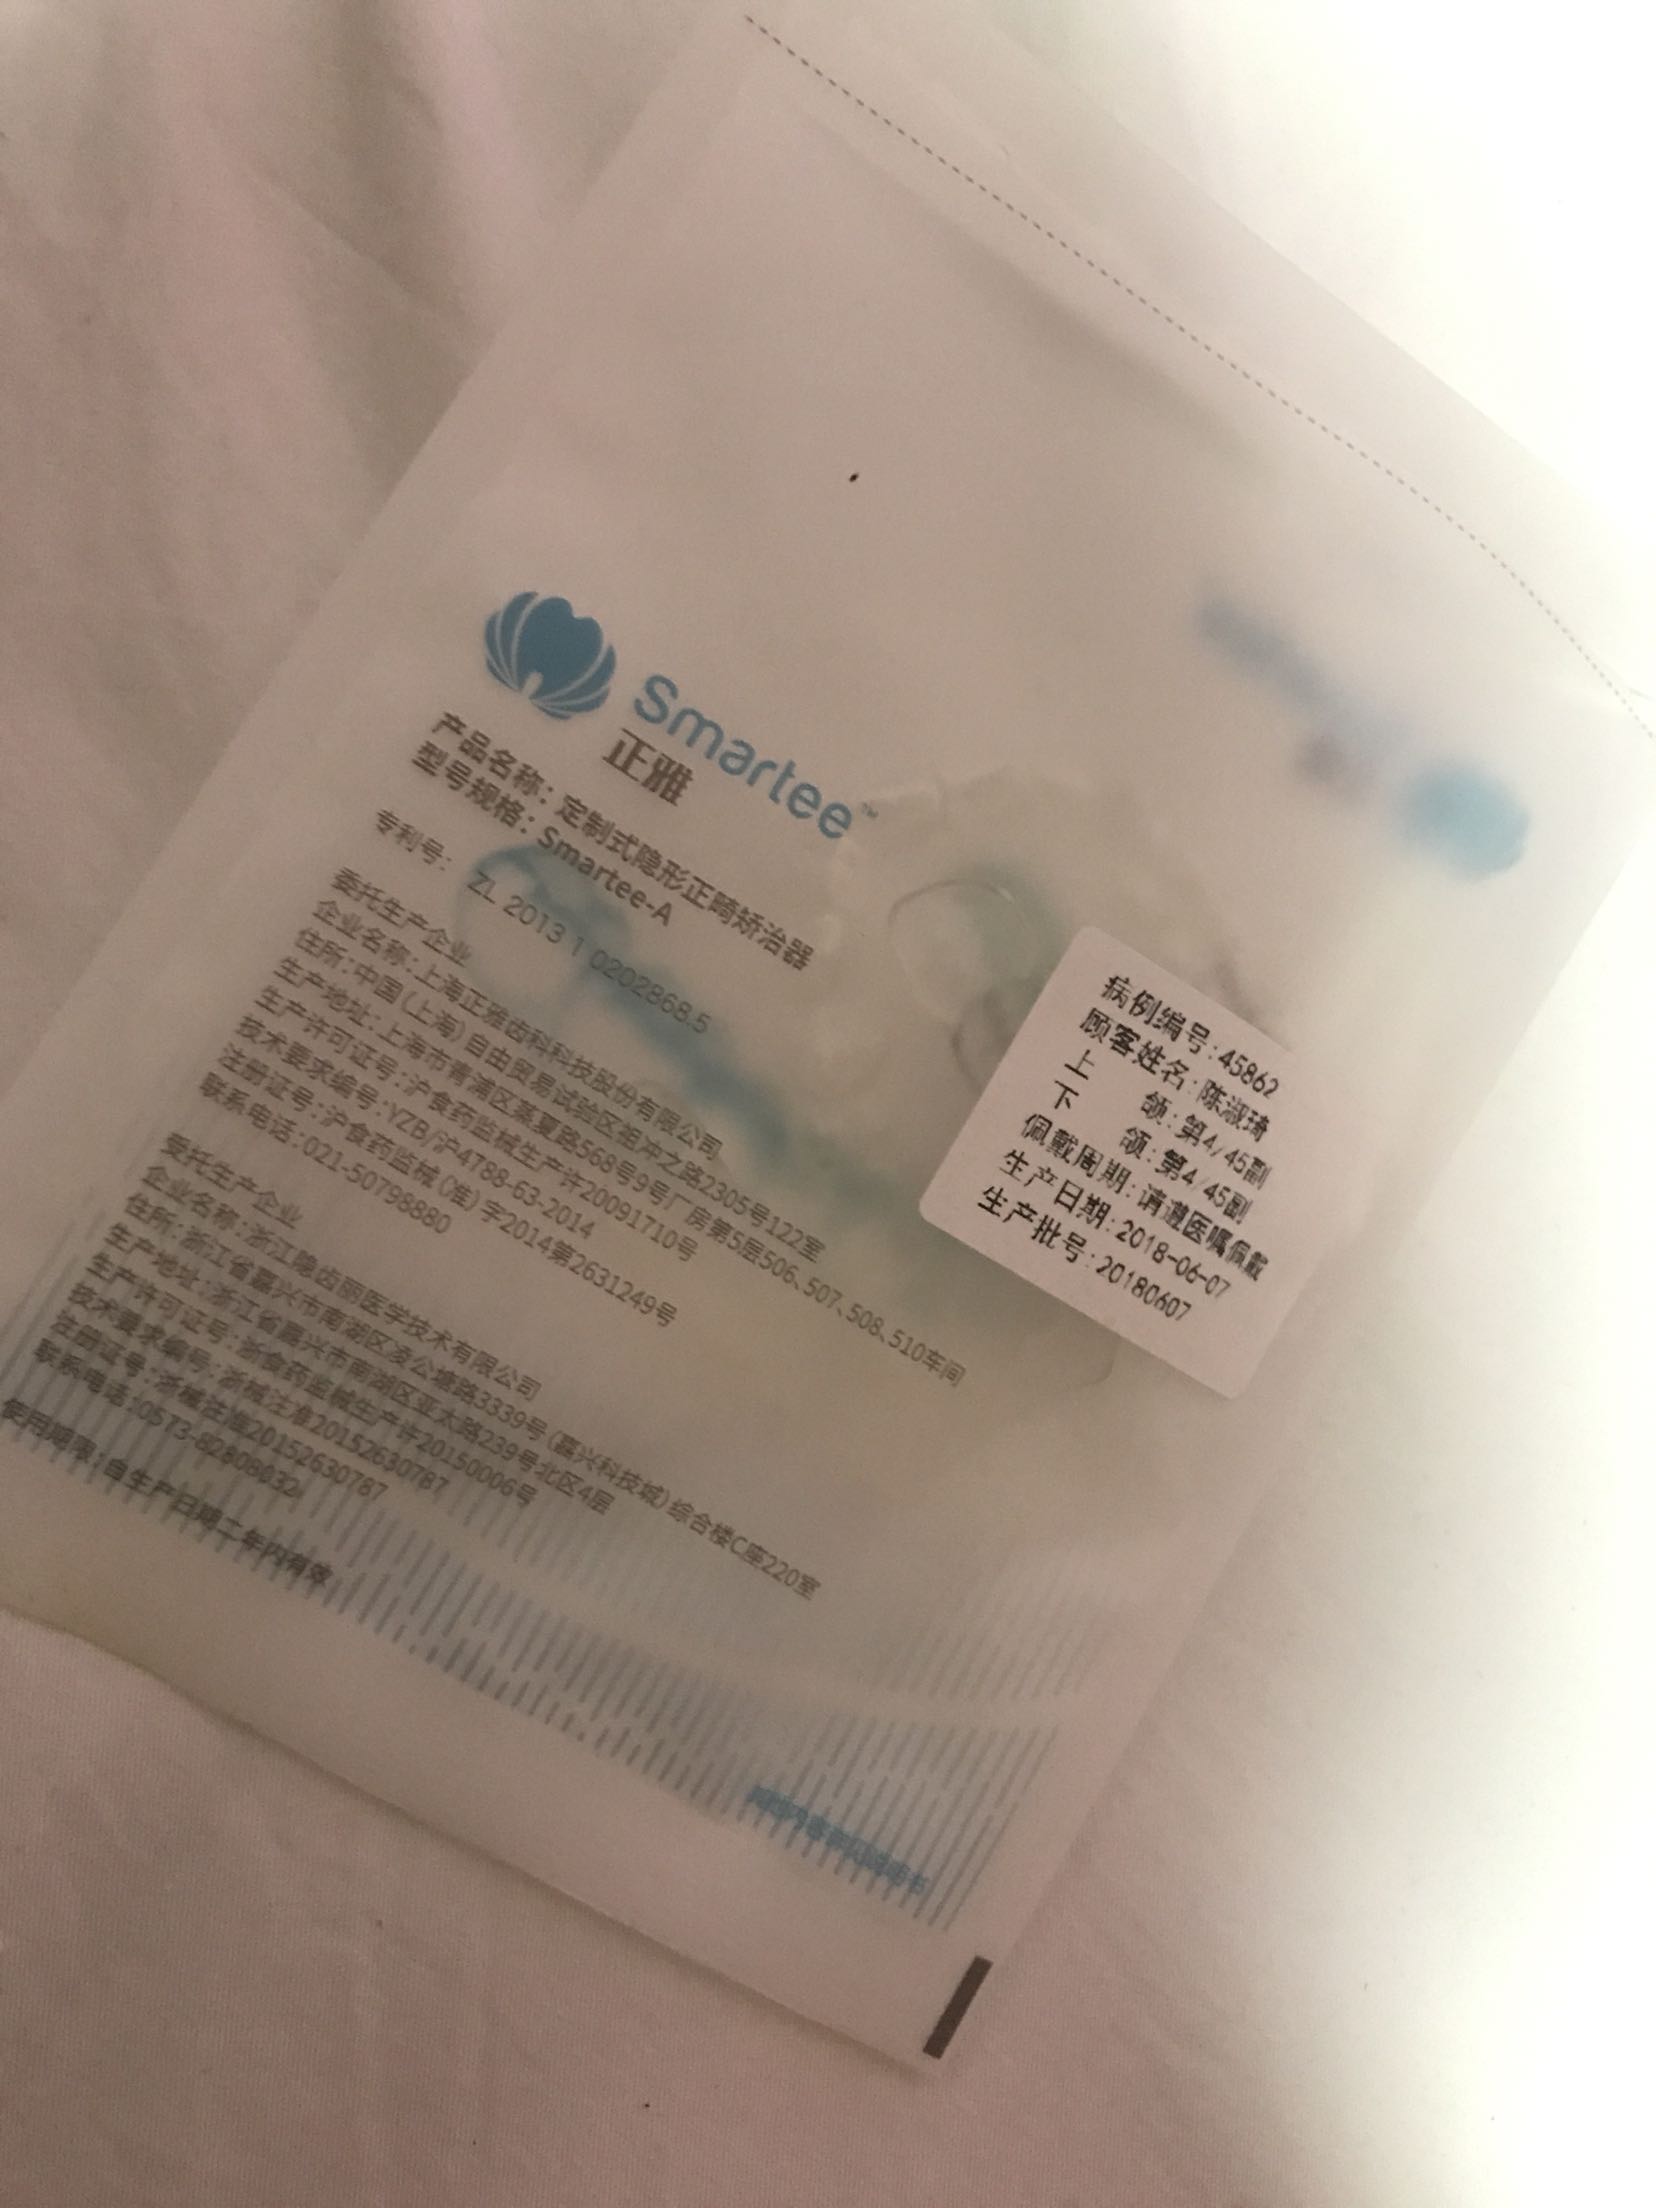 Smartee™
正雅
产品名称：定制式隐形正畸矫治器
型号规格：Smartee-A
专利号： ZL 2013 1 0202868.5
委托生产企业
企业名称：上海正雅齿科科技股份有限公司
住所：中国（上海）自由贸易试验区祖冲之路2305号122室
生产地址：上海市青浦区蒸夏路568号9号厂房第5层506、507、508、510车间
生产许可证号：沪食药监械生产许20091710号
技术要求编号：YZB/沪4788-63-2014
注册证号：沪食药监械（准）字2014第2631249号
联系电话：021-50798880
受托生产企业
企业名称：浙江隐齿丽医学技术有限公司
住所：浙江省嘉兴市南湖区凌公塘路3339号（嘉兴科技城）综合楼C座220室
生产地址：浙江省嘉兴市南湖区亚太路239号北区4层
生产许可证号：浙食药监械生产许20150006号
技术要求编号：浙械注准20152630787
注册证号：浙械注准20152630787
联系电话：0573-82808032
使用期限：自生产日期二年内有效
病例编号：45862
顾客姓名：陈淑琦
上 颌：第4/45副
下 颌：第4/45副
佩戴周期：请遵医嘱佩戴
生产日期：2018-06-07
生产批号：20180607